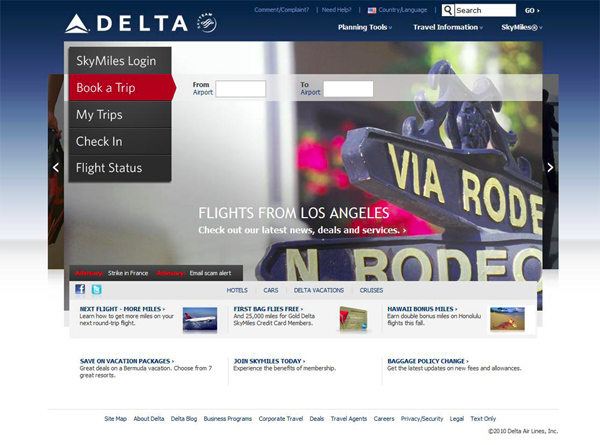 DELTA
SKYTEAM
Comment/Complaint? | Need Help? | Country/Language | Search GO ›
Planning Tools Travel Information SkyMiles®
SkyMiles Login
Book a Trip
My Trips
Check In
Flight Status
From
Airport
To
Airport
VIA RODE
N RODEO
FLIGHTS FROM LOS ANGELES
Check out our latest news, deals and services. ›
Advisory: Strike in France Advisory: Email scam alert
HOTELS | CARS | DELTA VACATIONS | CRUISES
NEXT FLIGHT - MORE MILES ›
Learn how to get more miles on your
next round-trip flight.
FIRST BAG FLIES FREE ›
And 25,000 miles for Gold Delta
SkyMiles Credit Card Members.
HAWAII BONUS MILES ›
Earn double bonus miles on Honolulu
flights this fall.
SAVE ON VACATION PACKAGES ›
Great deals on a Bermuda vacation. Choose from 7
great resorts.
JOIN SKYMILES TODAY ›
Experience the benefits of membership.
BAGGAGE POLICY CHANGE ›
Get the latest updates on new fees and allowances.
Site Map About Delta Delta Blog Business Programs Corporate Travel Deals Travel Agents Careers Privacy/Security Legal Text Only
©2010 Delta Air Lines, Inc.